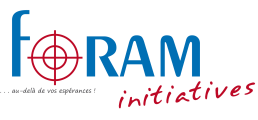 FORAM
. . . au-delà de vos espérances !
initiatives